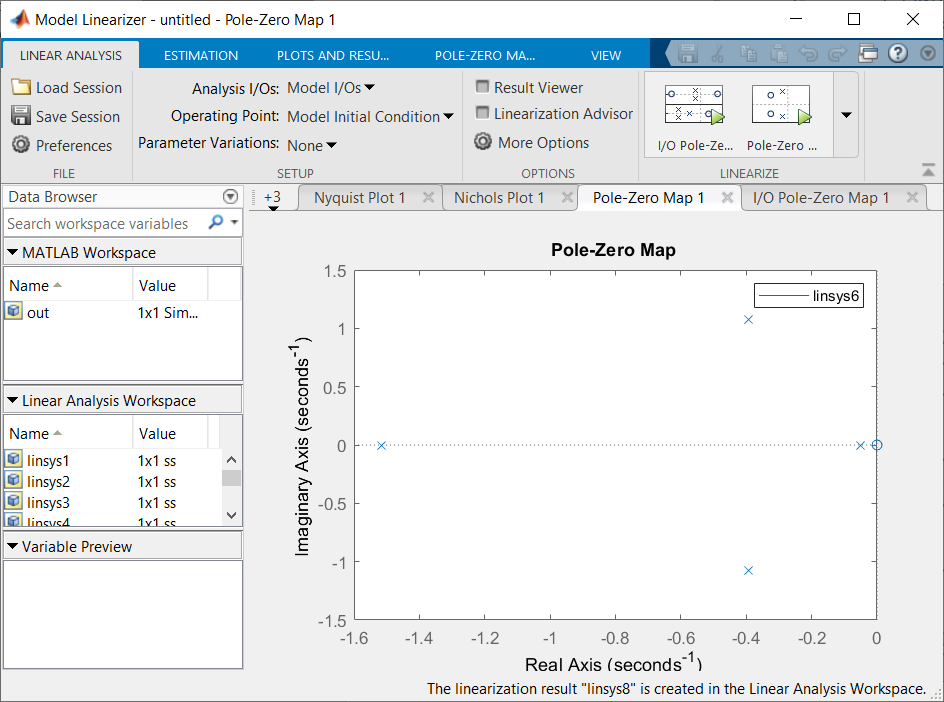 Model Linearizer - untitled - Pole-Zero Map 1
LINEAR ANALYSIS ESTIMATION PLOTS AND RESU... POLE-ZERO MA... VIEW
Load Session
Save Session
Preferences
FILE
Analysis I/Os: Model I/Os
Operating Point: Model Initial Condition
Parameter Variations: None
SETUP
Result Viewer
Linearization Advisor
More Options
OPTIONS
I/O Pole-Ze... Pole-Zero ...
LINEARIZE
Data Browser
Search workspace variables
MATLAB Workspace
Name Value
out 1x1 Sim...
Linear Analysis Workspace
Name Value
linsys1 1x1 ss
linsys2 1x1 ss
linsys3 1x1 ss
linsys4 1x1 ss
Variable Preview
+3 Nyquist Plot 1 Nichols Plot 1 Pole-Zero Map 1 I/O Pole-Zero Map 1
Pole-Zero Map
linsys6
1.5
1
0.5
0
-0.5
-1
-1.5
Imaginary Axis (seconds⁻¹)
-1.6 -1.4 -1.2 -1 -0.8 -0.6 -0.4 -0.2 0
Real Axis (seconds⁻¹)
The linearization result "linsys8" is created in the Linear Analysis Workspace.